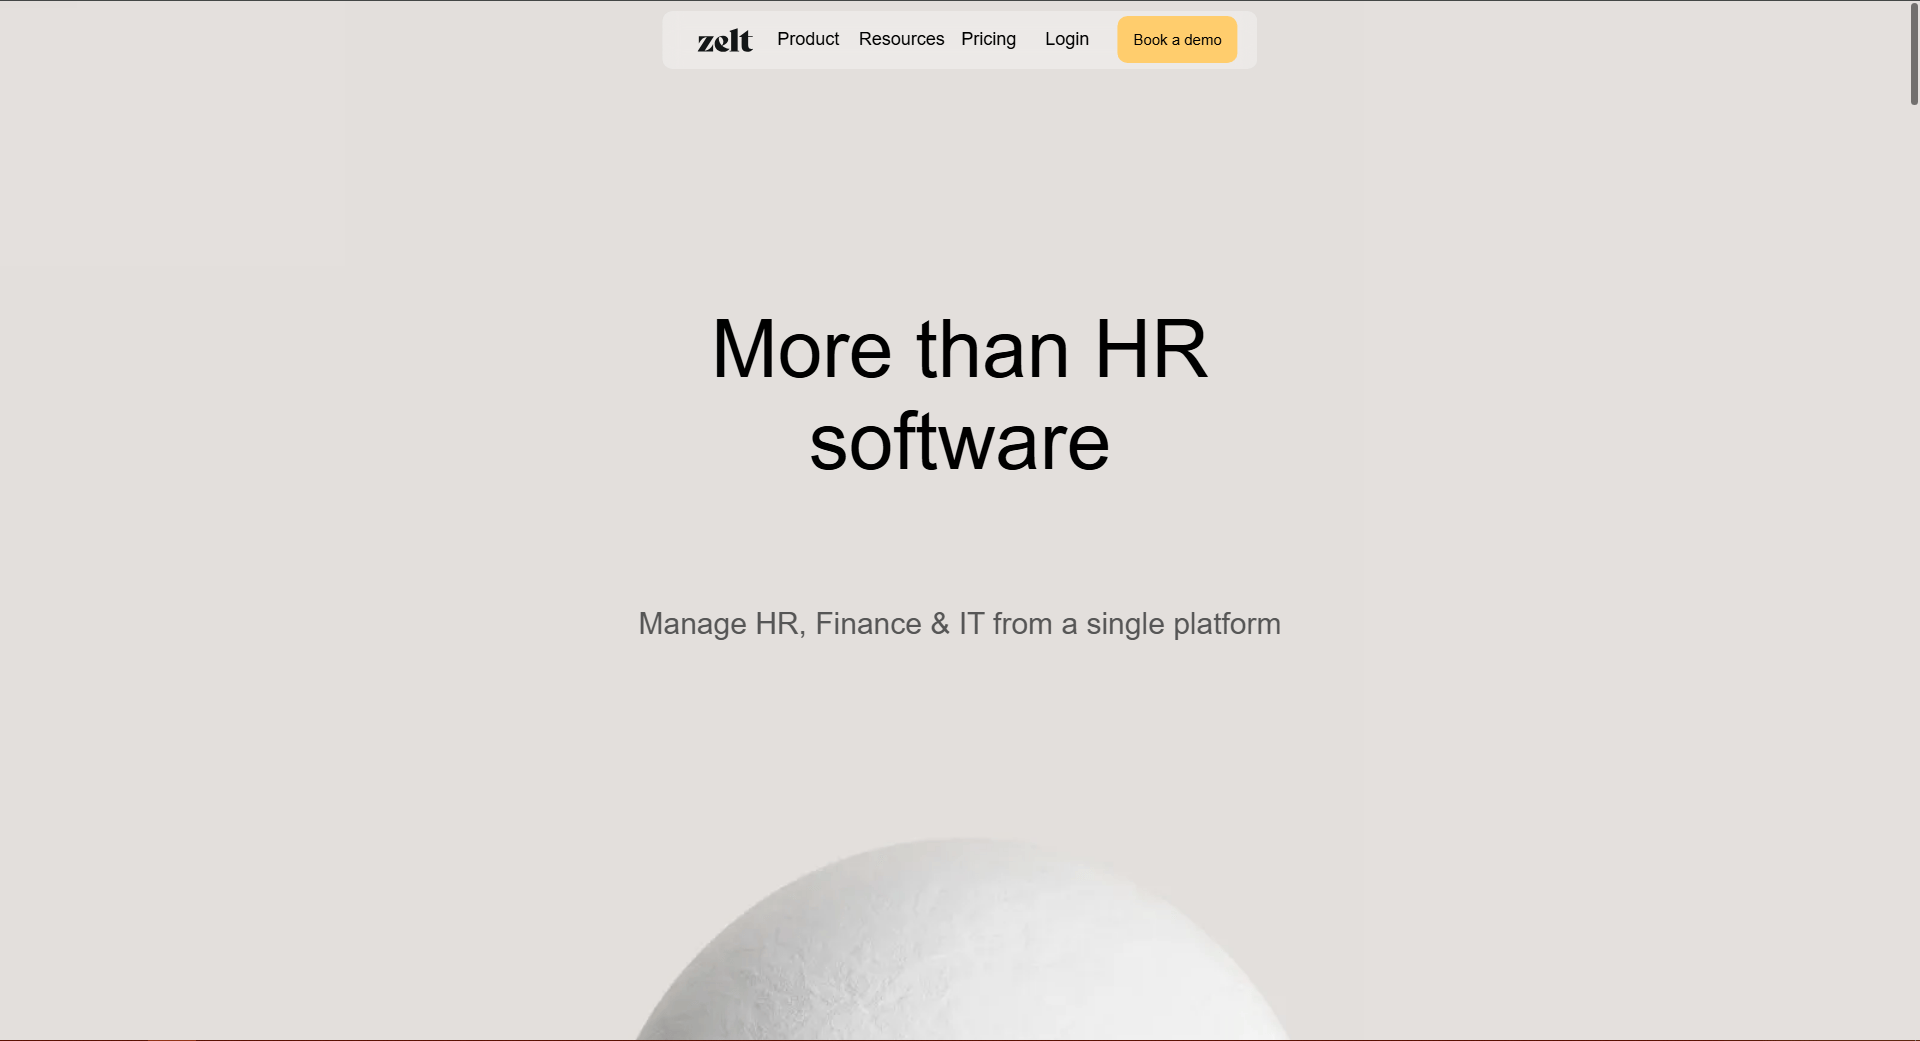 zelt Product Resources Pricing Login Book a demo
More than HR
software
Manage HR, Finance & IT from a single platform